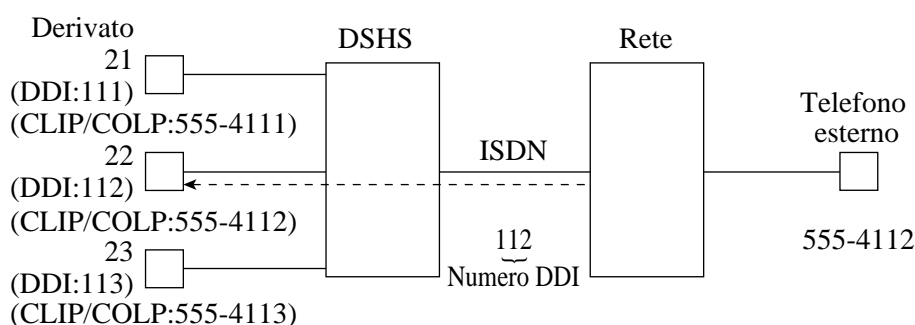 Derivato
21
(DDI:111)
(CLIP/COLP:555-4111)
22
(DDI:112)
(CLIP/COLP:555-4112)
23
(DDI:113)
(CLIP/COLP:555-4113)
DSHS
ISDN
112
Numero DDI
Rete
Telefono
esterno
555-4112